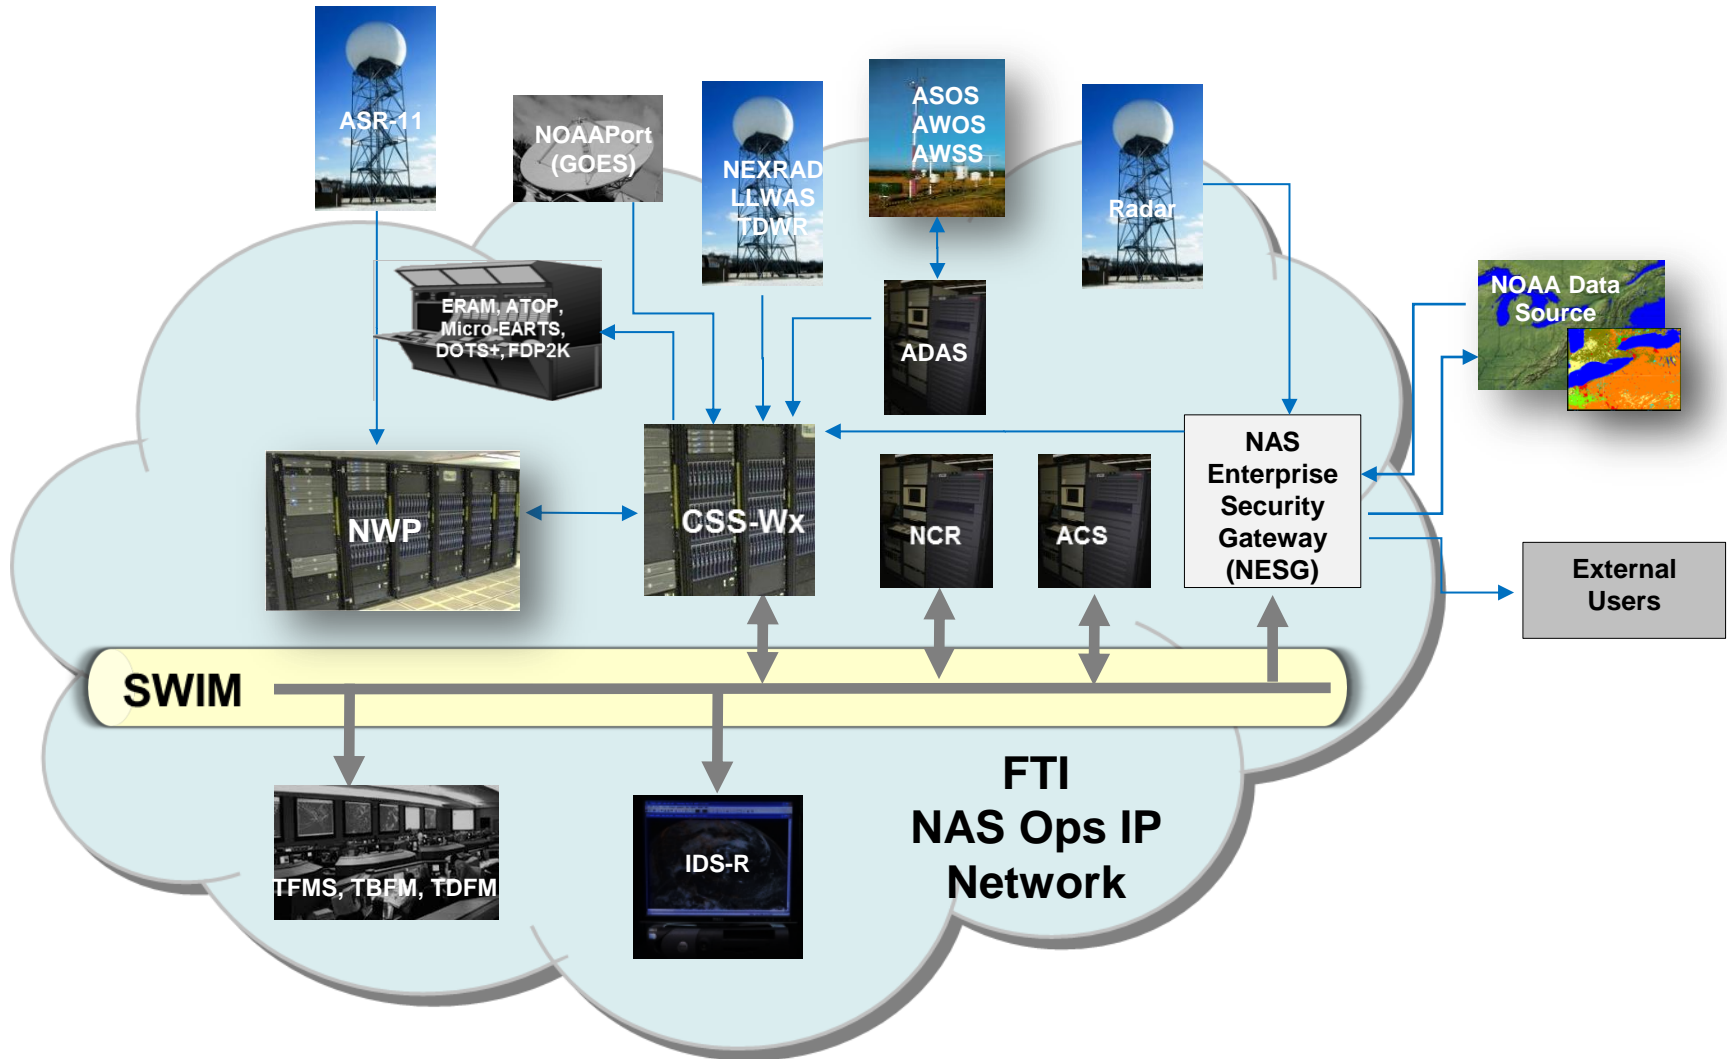 ASR-11
NOAAPort
(GOES)
NEXRAD
LLWAS
TDWR
ASOS
AWOS
AWSS
Radar
NOAA Data
Source
ERAM, ATOP,
Micro-EARTS,
DOTS+, FDP2K
ADAS
NWP
CSS-Wx
NCR
ACS
NAS
Enterprise
Security
Gateway
(NESG)
External
Users
SWIM
TFMS, TBFM, TDFM
IDS-R
FTI
NAS Ops IP
Network